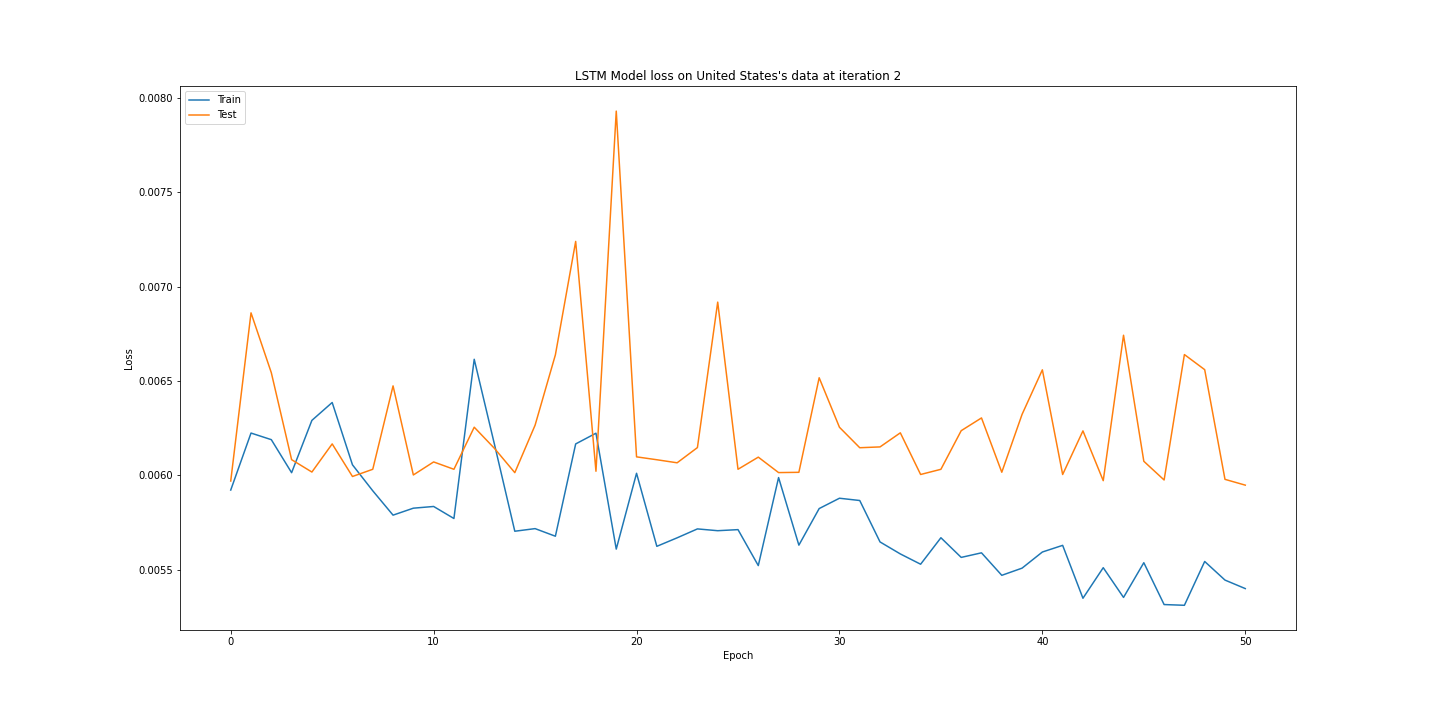 LSTM Model loss on United States's data at iteration 2
Train
Test
0.0080
0.0075
0.0070
0.0065
0.0060
0.0055
Loss
0 10 20 30 40 50
Epoch